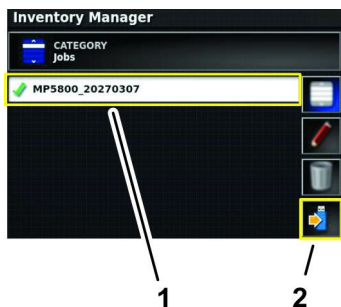 Inventory Manager
CATEGORY
Jobs
MP5800_20270307
1
2